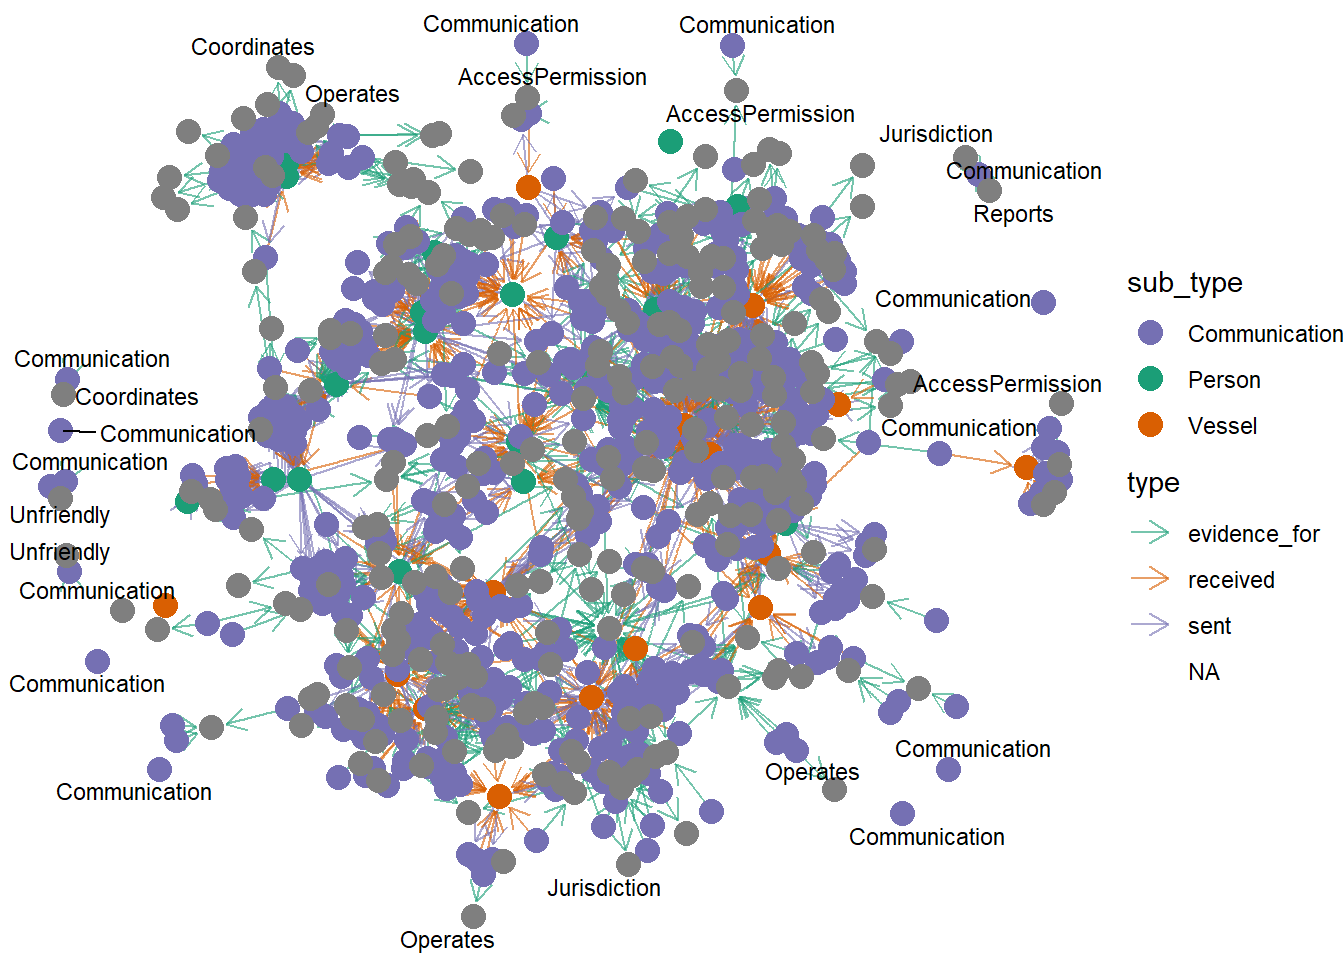 Communication
Communication
Coordinates
AccessPermission
Operates
AccessPermission
Jurisdiction
Communication
Reports
Communication
Communication
Coordinates
AccessPermission
Communication
Communication
Communication
Unfriendly
Unfriendly
Communication
Communication
Communication
Operates
Communication
Communication
Jurisdiction
Operates
sub_type
Communication
Person
Vessel
type
evidence_for
received
sent
NA